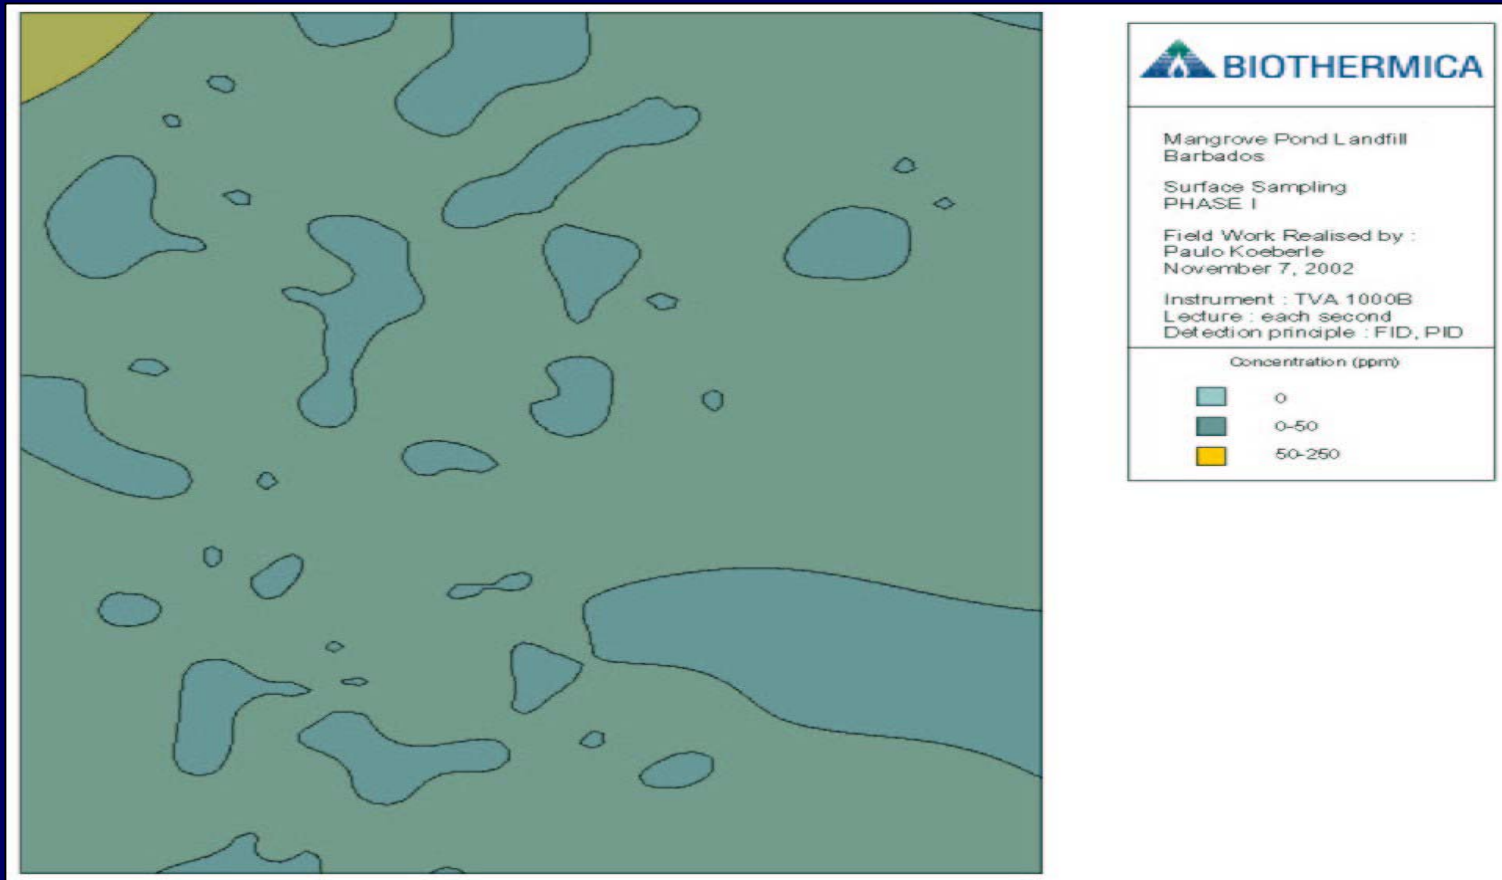 BIOTHERMICA
Mangrove Pond Landfill
Barbados
Surface Sampling
PHASE I
Field Work Realised by :
Paulo Koeberle
November 7, 2002
Instrument : TVA 1000B
Lecture : each second
Detection principle : FID, PID
Concentration (ppm)
0
0-50
50-250